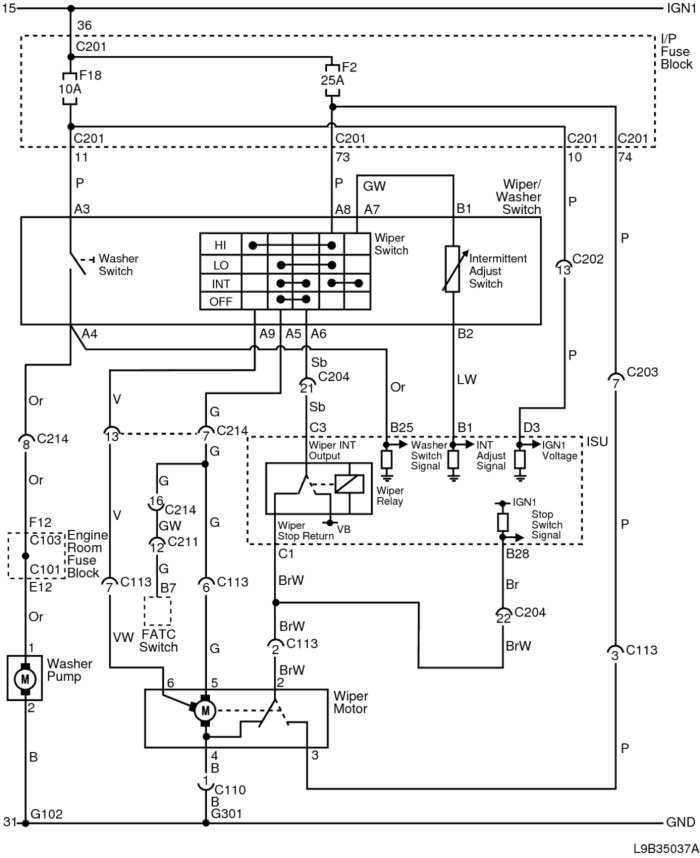 15 IGN1
36
C201
I/P
Fuse
Block
F18
10A
F2
25A
C201 C201 C201 C201
11 73 10 74
P P GW P P
Wiper/
Washer
Switch
A3 A8 A7 B1
Washer
Switch
HI
LO
INT
OFF
Wiper
Switch
Intermittent
Adjust
Switch
C202
13
A4 A9 A5 A6 B2
P
Sb
C204
21
Sb
LW
Or
C203
7
Or V G
C214
8
13
7 C214
C3 B25 B1 D3 ISU
Wiper INT
Output
Washer
Switch
Signal
INT
Adjust
Signal
IGN1
Voltage
G
G
16
C214
GW
C211
12
G
B7
FATC
Switch
Or V G
Wiper
Relay
VB
Wiper
Stop Return
IGN1
Stop
Switch
Signal
P
F12
C103
C101
E12
Engine
Room
Fuse
Block
C1 B28
7 C113
6 C113
BrW Br
C204
22
BrW
Or VW G
BrW
C113
2
BrW
3 C113
1
Washer
Pump
M
2
6 5 2
Wiper
Motor
M
4 3
B
B
1
C110
B
P
31 G102 G301 GND
L9B35037A